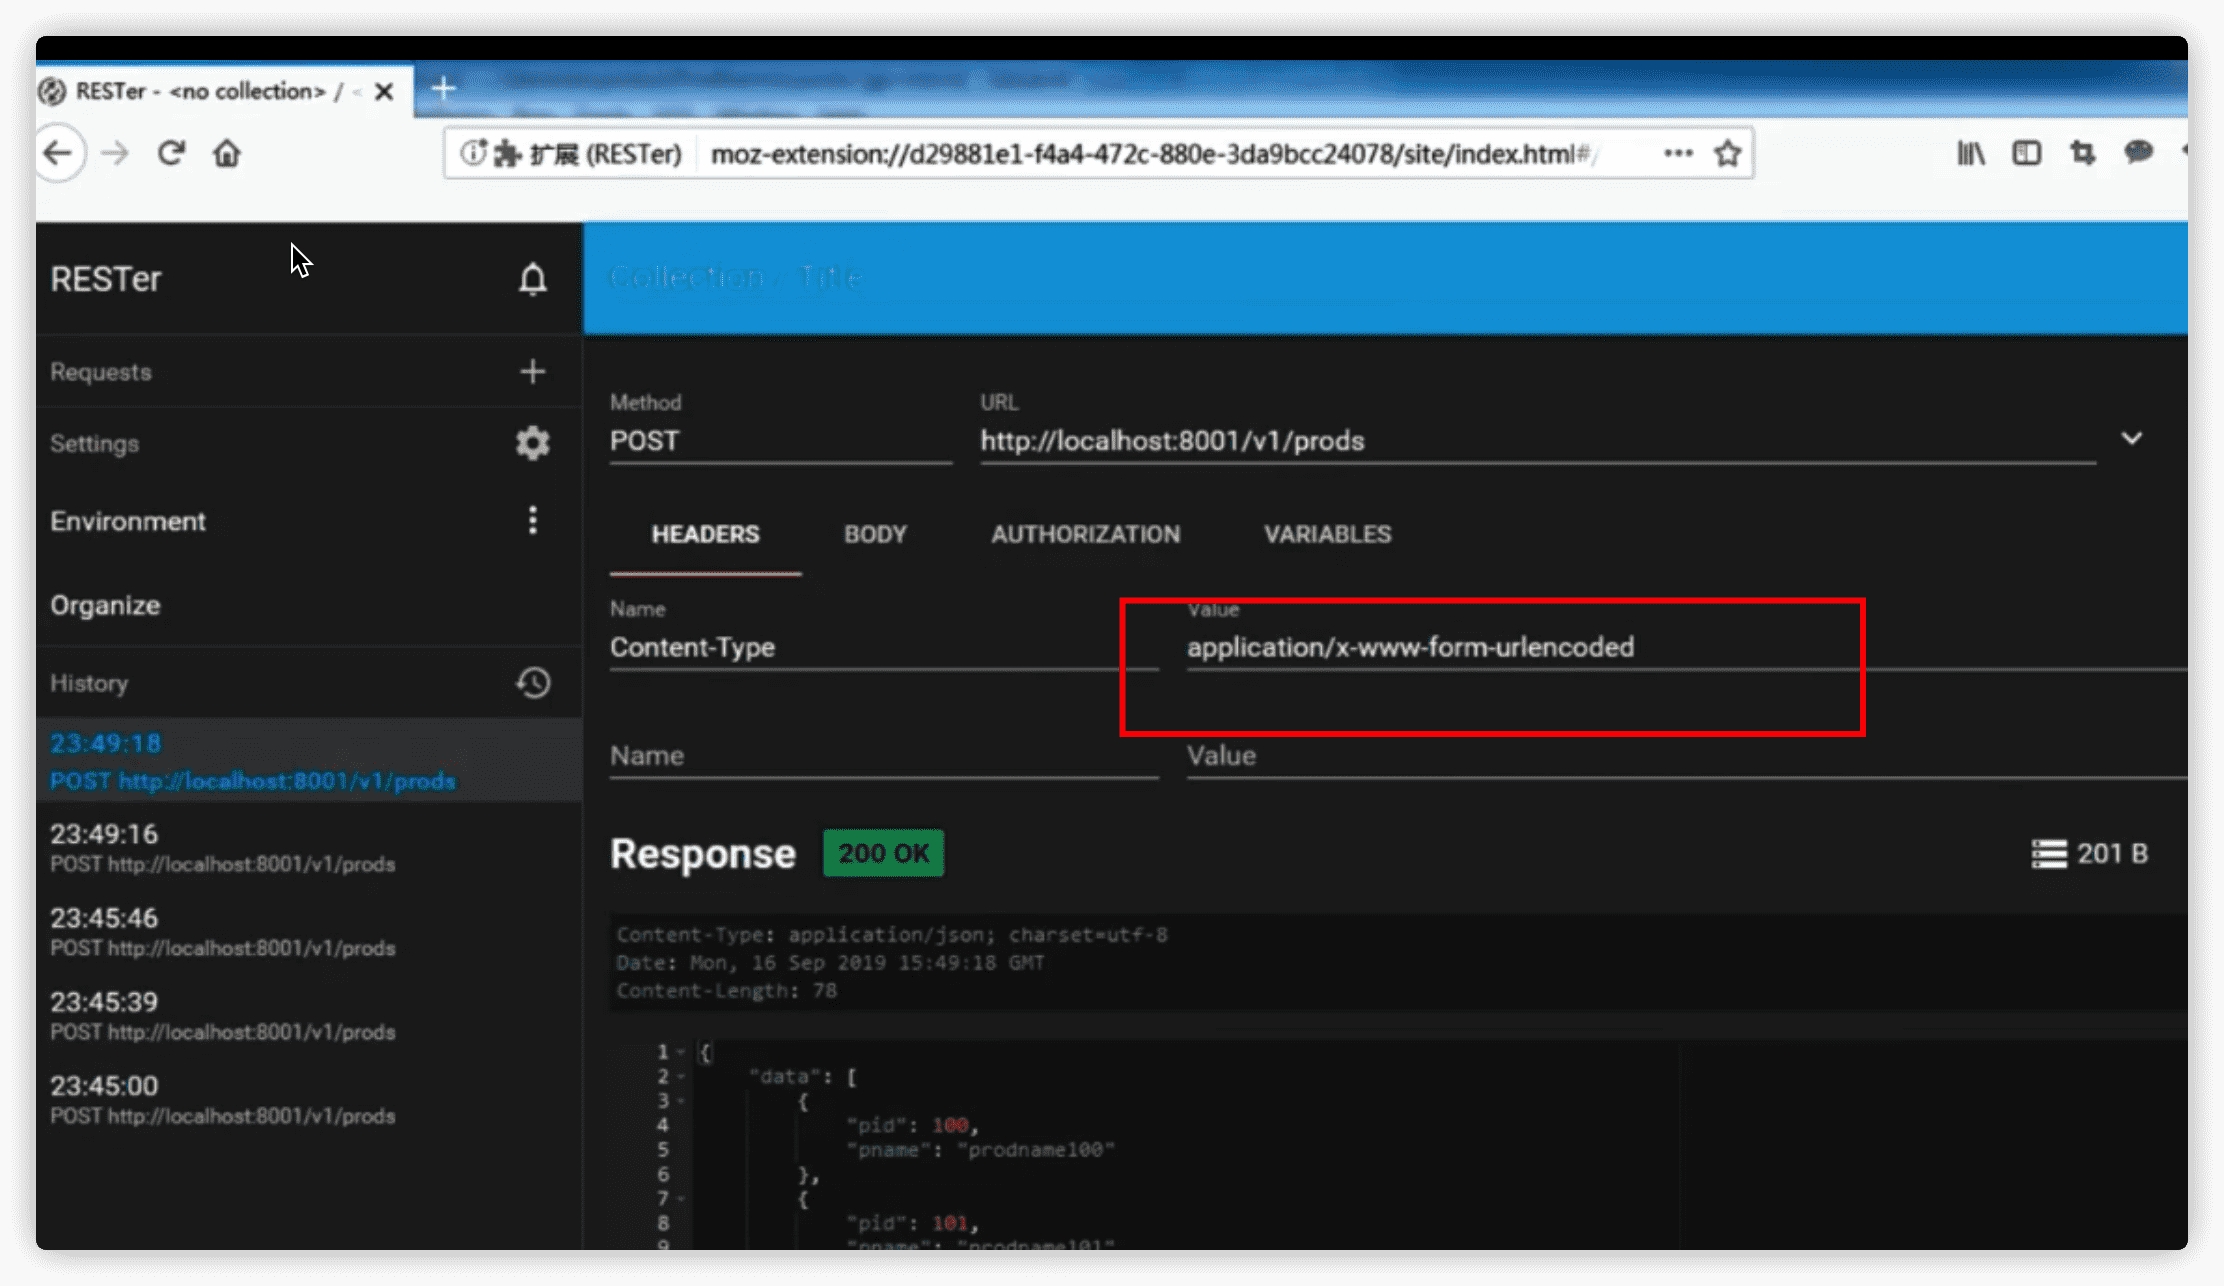 RESTer - <no collection> / <
扩展 (RESTer) moz-extension://d29881e1-f4a4-472c-880e-3da9bcc24078/site/index.html#/
RESTer
Requests
Settings
Environment
Organize
History
23:49:18
POST http://localhost:8001/v1/prods
23:49:16
POST http://localhost:8001/v1/prods
23:45:46
POST http://localhost:8001/v1/prods
23:45:39
POST http://localhost:8001/v1/prods
23:45:00
POST http://localhost:8001/v1/prods
Collection / Title
Method
POST
URL
http://localhost:8001/v1/prods
HEADERS BODY AUTHORIZATION VARIABLES
Name Value
Content-Type application/x-www-form-urlencoded
Name Value
Response 200 OK 201 B
Content-Type: application/json; charset=utf-8
Date: Mon, 16 Sep 2019 15:49:18 GMT
Content-Length: 78
1 {
2 "data": [
3 {
4 "pid": 100,
5 "pname": "prodname100"
6 },
7 {
8 "pid": 101,
9 "pname": "prodname101"